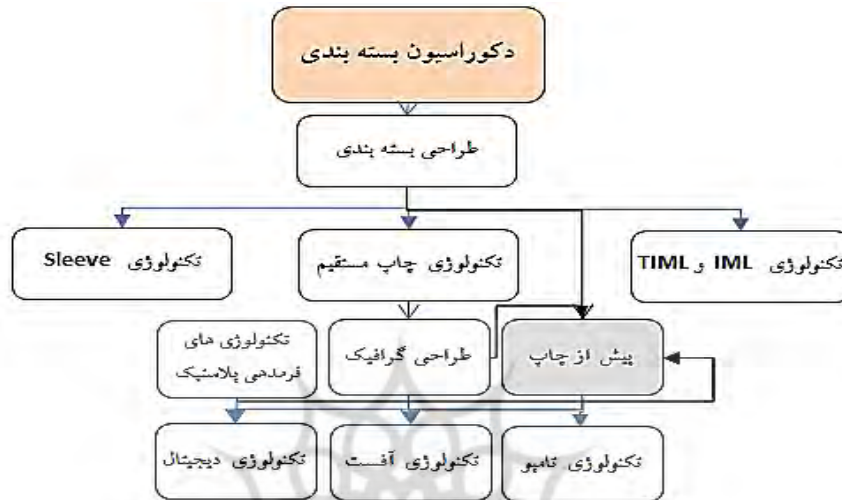 دکوراسیون بسته بندی
طراحی بسته بندی
تکنولوژی IML و TIML
تکنولوژی چاپ مستقیم
تکنولوژی Sleeve
پیش از چاپ
طراحی گرافیک
تکنولوژی های
فرمدهی پلاستیک
تکنولوژی تامپو
تکنولوژی آفست
تکنولوژی دیجیتال